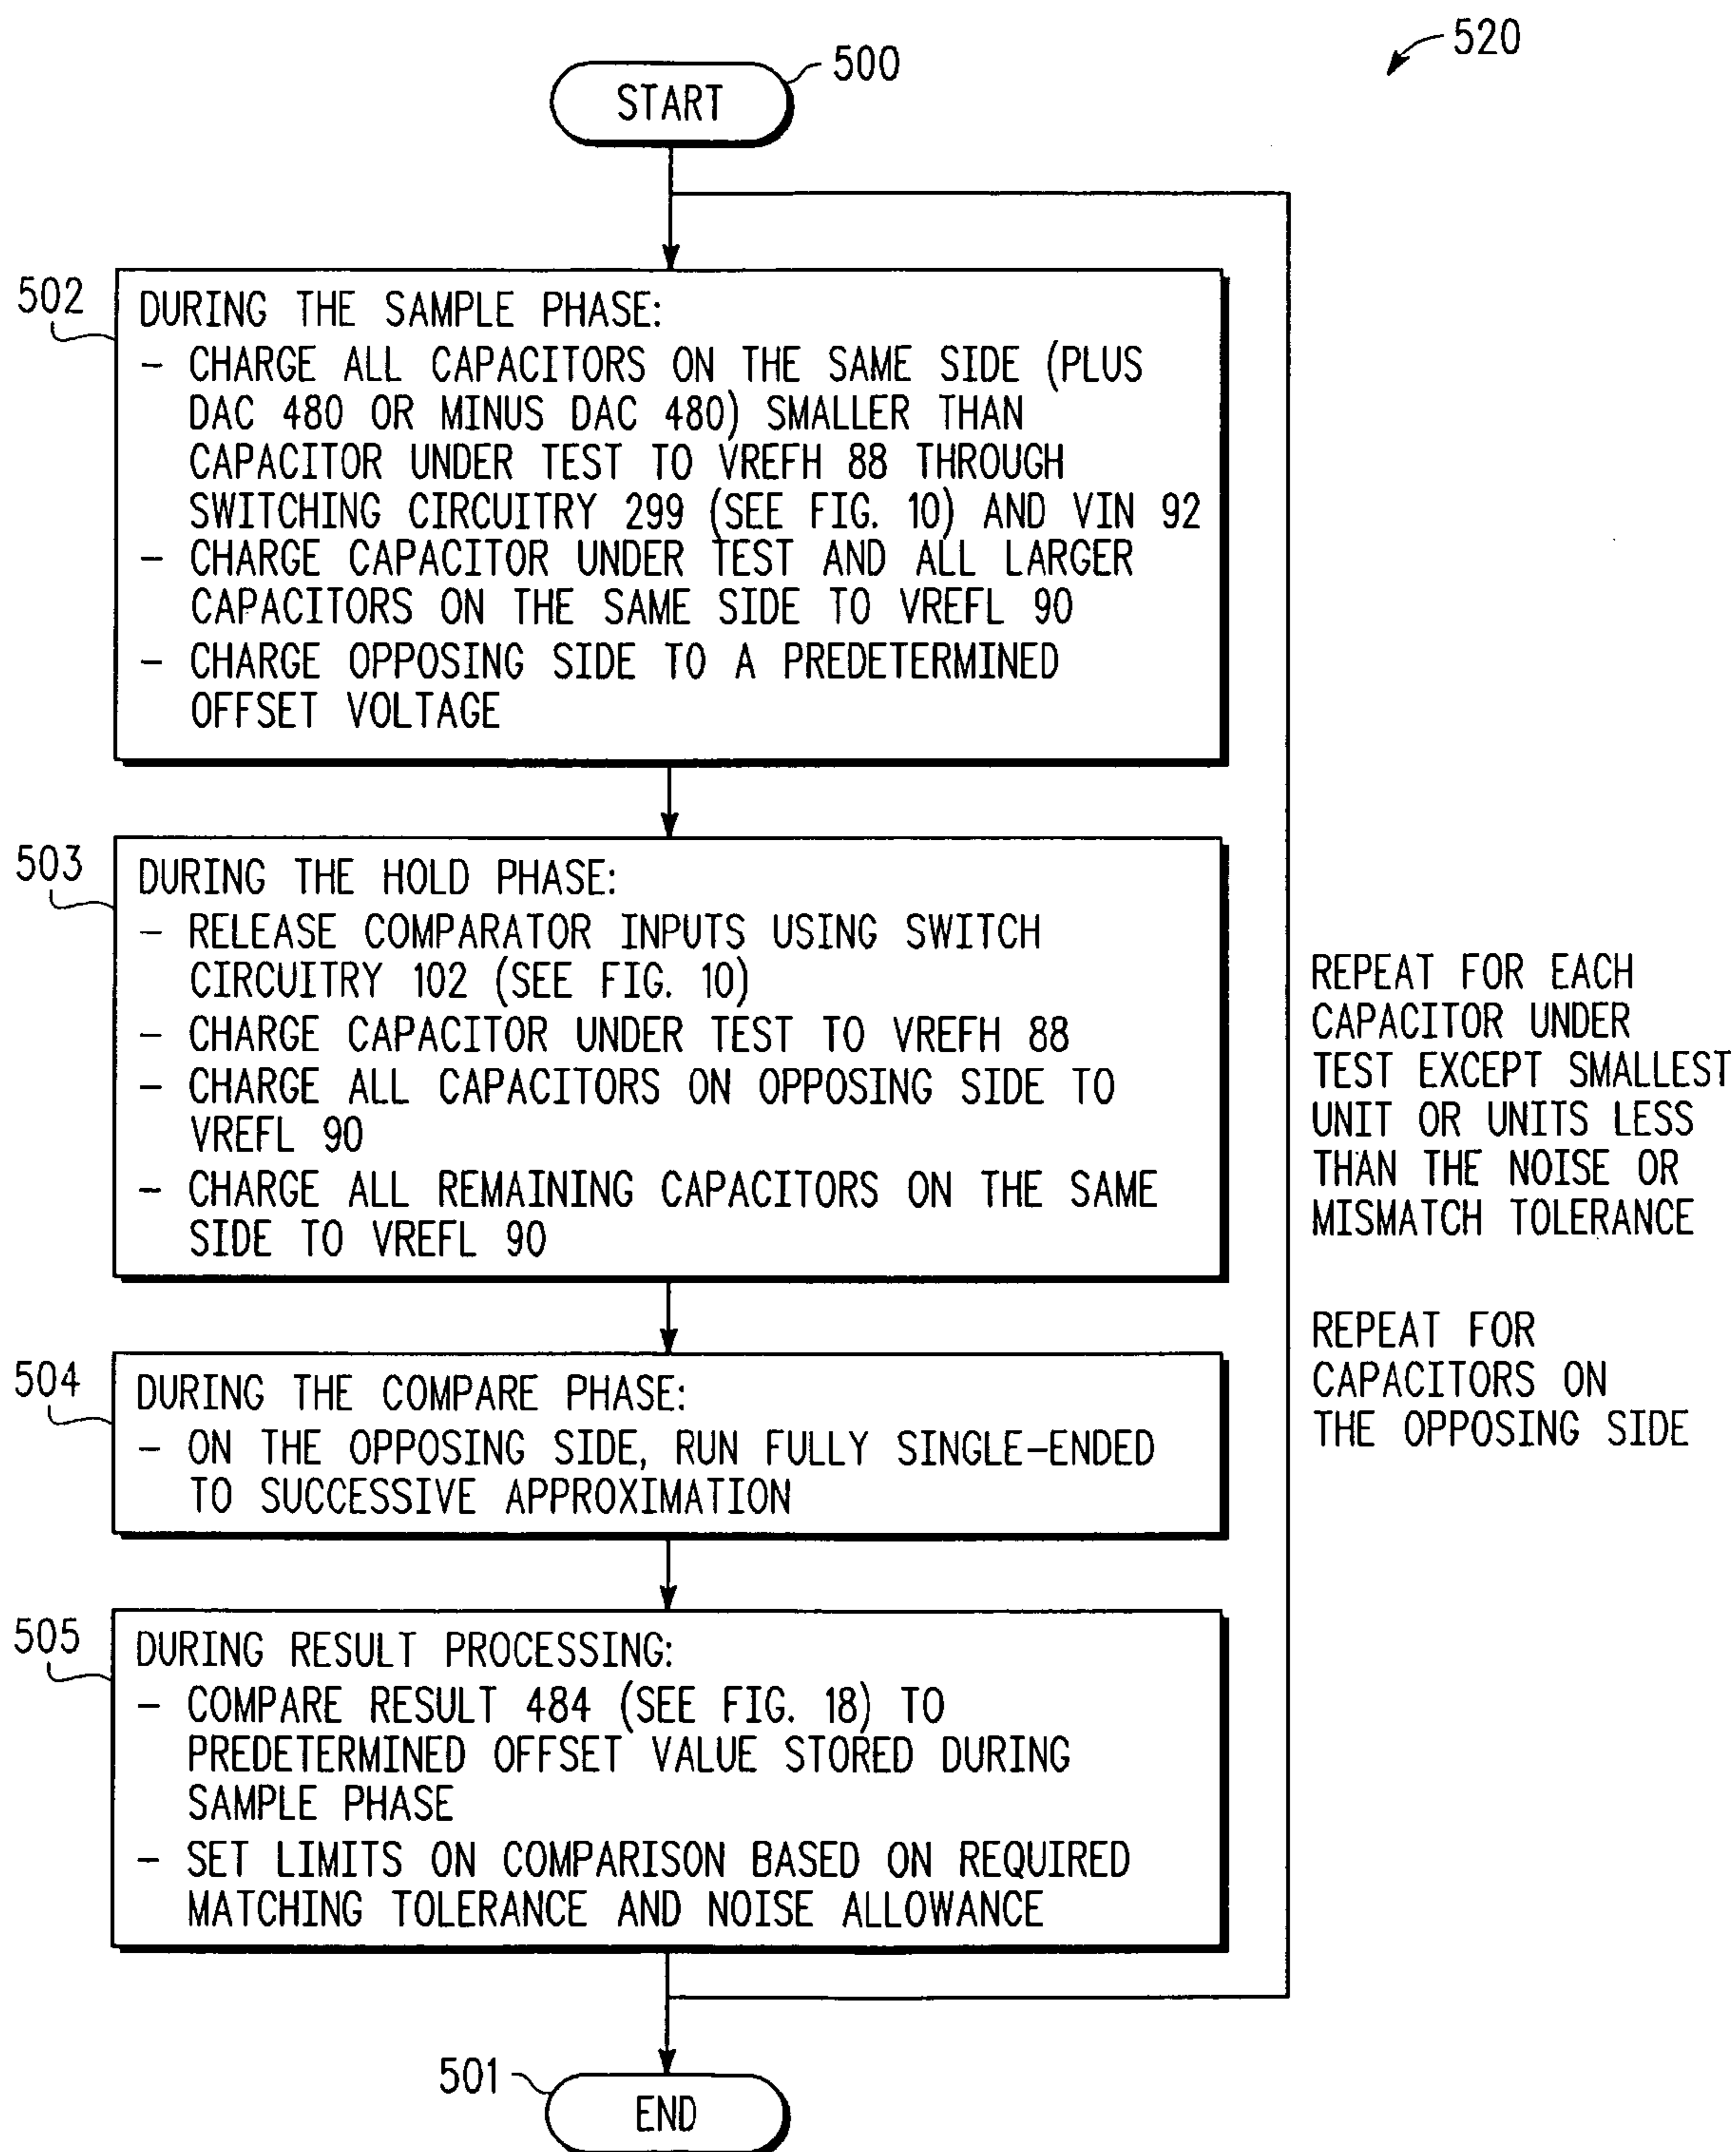 520
500
START
502
DURING THE SAMPLE PHASE:
– CHARGE ALL CAPACITORS ON THE SAME SIDE (PLUS
DAC 480 OR MINUS DAC 480) SMALLER THAN
CAPACITOR UNDER TEST TO VREFH 88 THROUGH
SWITCHING CIRCUITRY 299 (SEE FIG. 10) AND VIN 92
– CHARGE CAPACITOR UNDER TEST AND ALL LARGER
CAPACITORS ON THE SAME SIDE TO VREFL 90
– CHARGE OPPOSING SIDE TO A PREDETERMINED
OFFSET VOLTAGE
503
DURING THE HOLD PHASE:
– RELEASE COMPARATOR INPUTS USING SWITCH
CIRCUITRY 102 (SEE FIG. 10)
– CHARGE CAPACITOR UNDER TEST TO VREFH 88
– CHARGE ALL CAPACITORS ON OPPOSING SIDE TO
VREFL 90
– CHARGE ALL REMAINING CAPACITORS ON THE SAME
SIDE TO VREFL 90
REPEAT FOR EACH
CAPACITOR UNDER
TEST EXCEPT SMALLEST
UNIT OR UNITS LESS
THAN THE NOISE OR
MISMATCH TOLERANCE
REPEAT FOR
CAPACITORS ON
THE OPPOSING SIDE
504
DURING THE COMPARE PHASE:
– ON THE OPPOSING SIDE, RUN FULLY SINGLE–ENDED
TO SUCCESSIVE APPROXIMATION
505
DURING RESULT PROCESSING:
– COMPARE RESULT 484 (SEE FIG. 18) TO
PREDETERMINED OFFSET VALUE STORED DURING
SAMPLE PHASE
– SET LIMITS ON COMPARISON BASED ON REQUIRED
MATCHING TOLERANCE AND NOISE ALLOWANCE
501
END